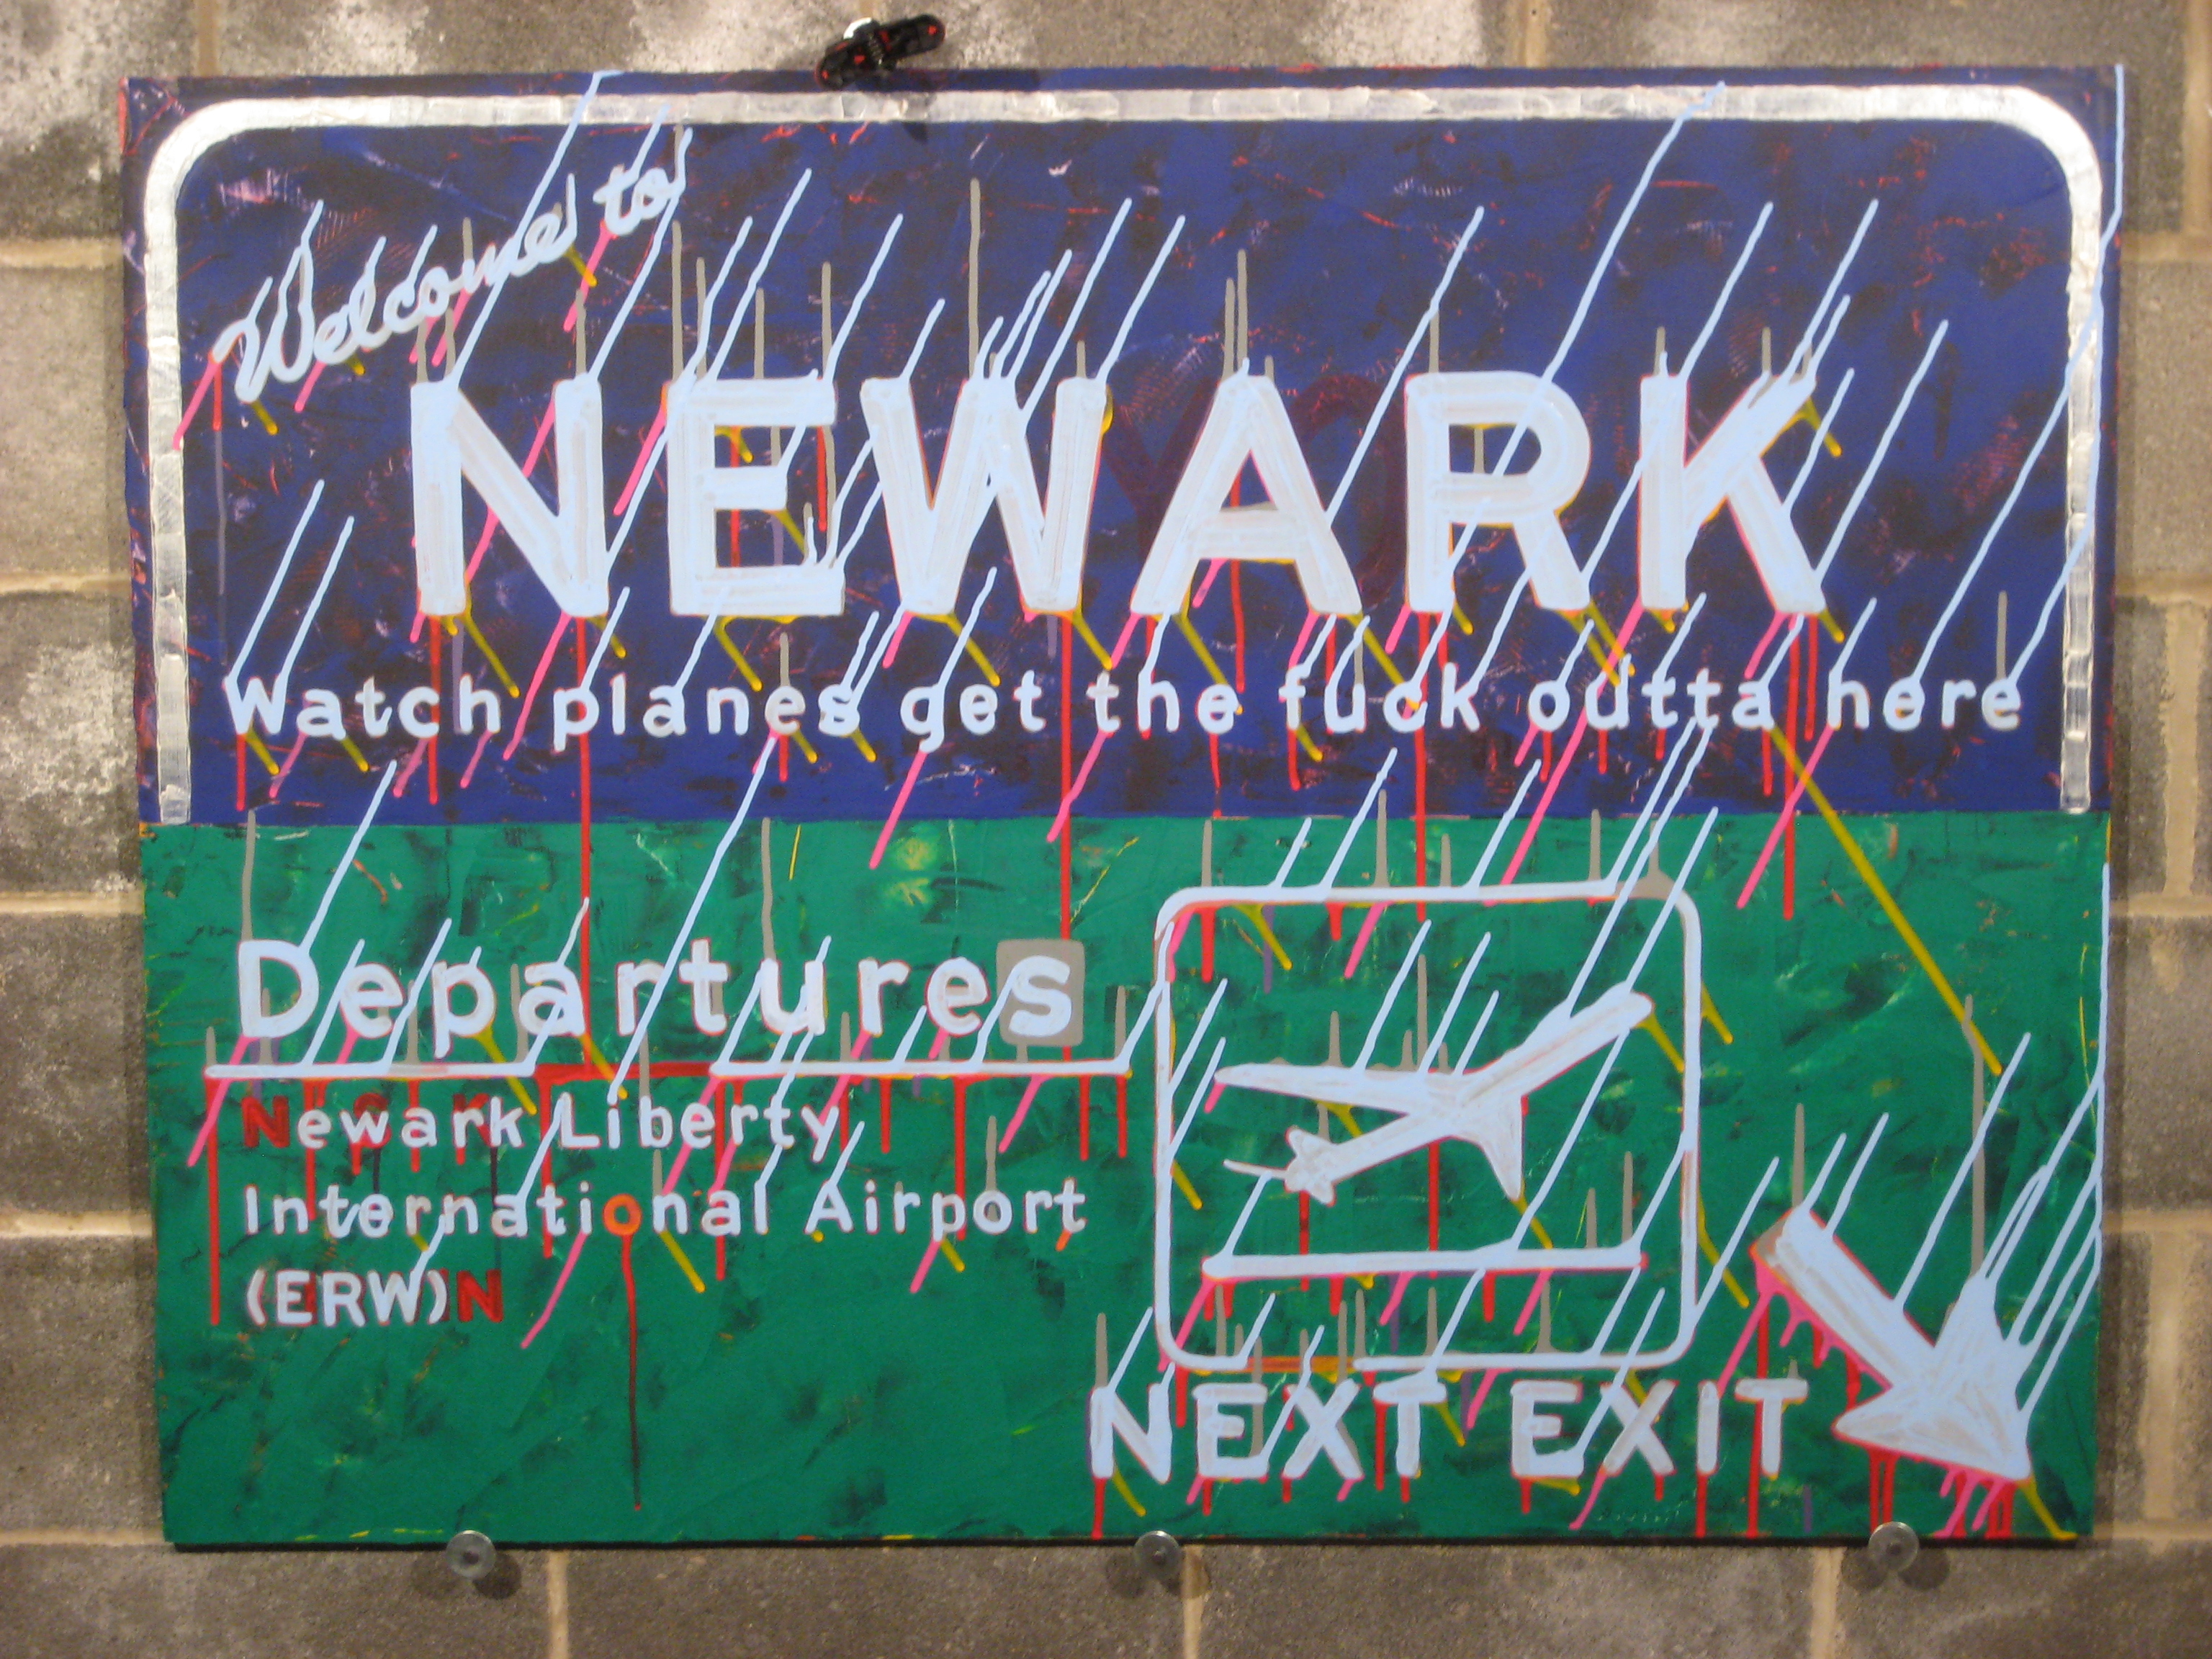 Welcome to
NEWARK
Watch planes get the fuck outta here
Departures
Newark Liberty
International Airport
(ERW)N
NEXT EXIT